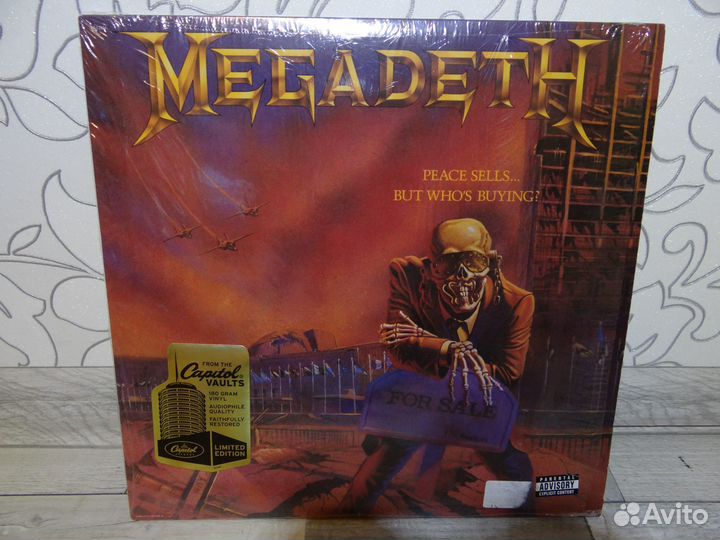 MEGADETH
PEACE SELLS...
BUT WHO'S BUYING?
FROM THE
Capitol®
VAULTS
180 GRAM
VINYL
AUDIOPHILE
QUALITY
FAITHFULLY
RESTORED
Capitol
RECORDS
LIMITED
EDITION
FOR SALE
PARENTAL
ADVISORY
EXPLICIT CONTENT
Avito